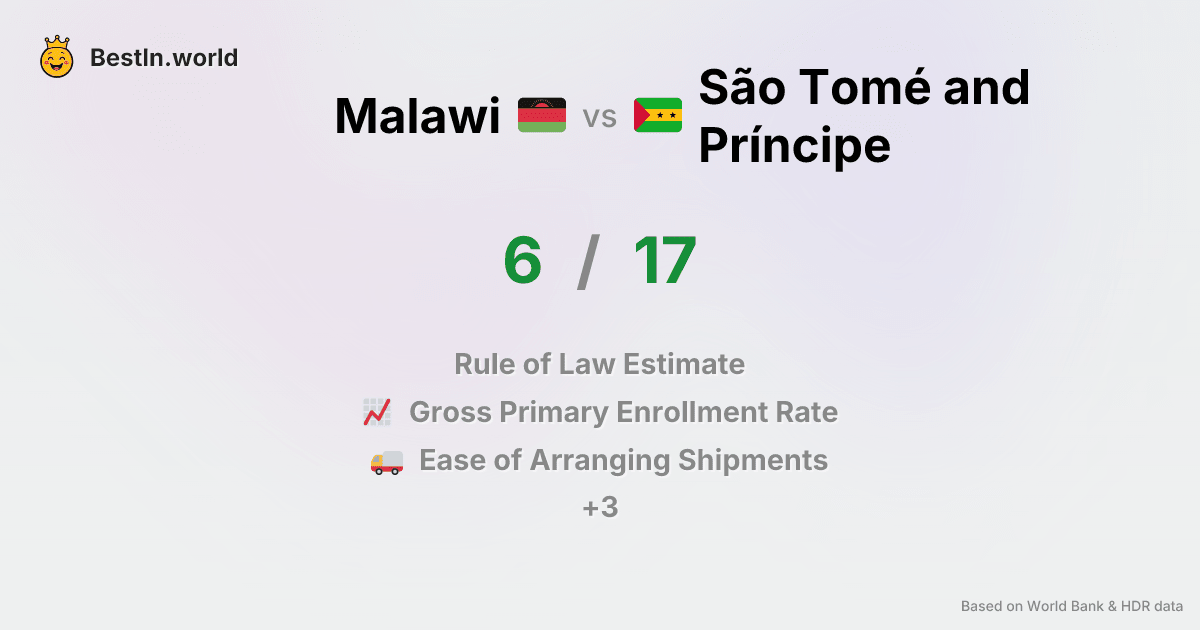 BestIn.world
Malawi vs São Tomé and
Príncipe
6 / 17
Rule of Law Estimate
Gross Primary Enrollment Rate
Ease of Arranging Shipments
+3
Based on World Bank & HDR data